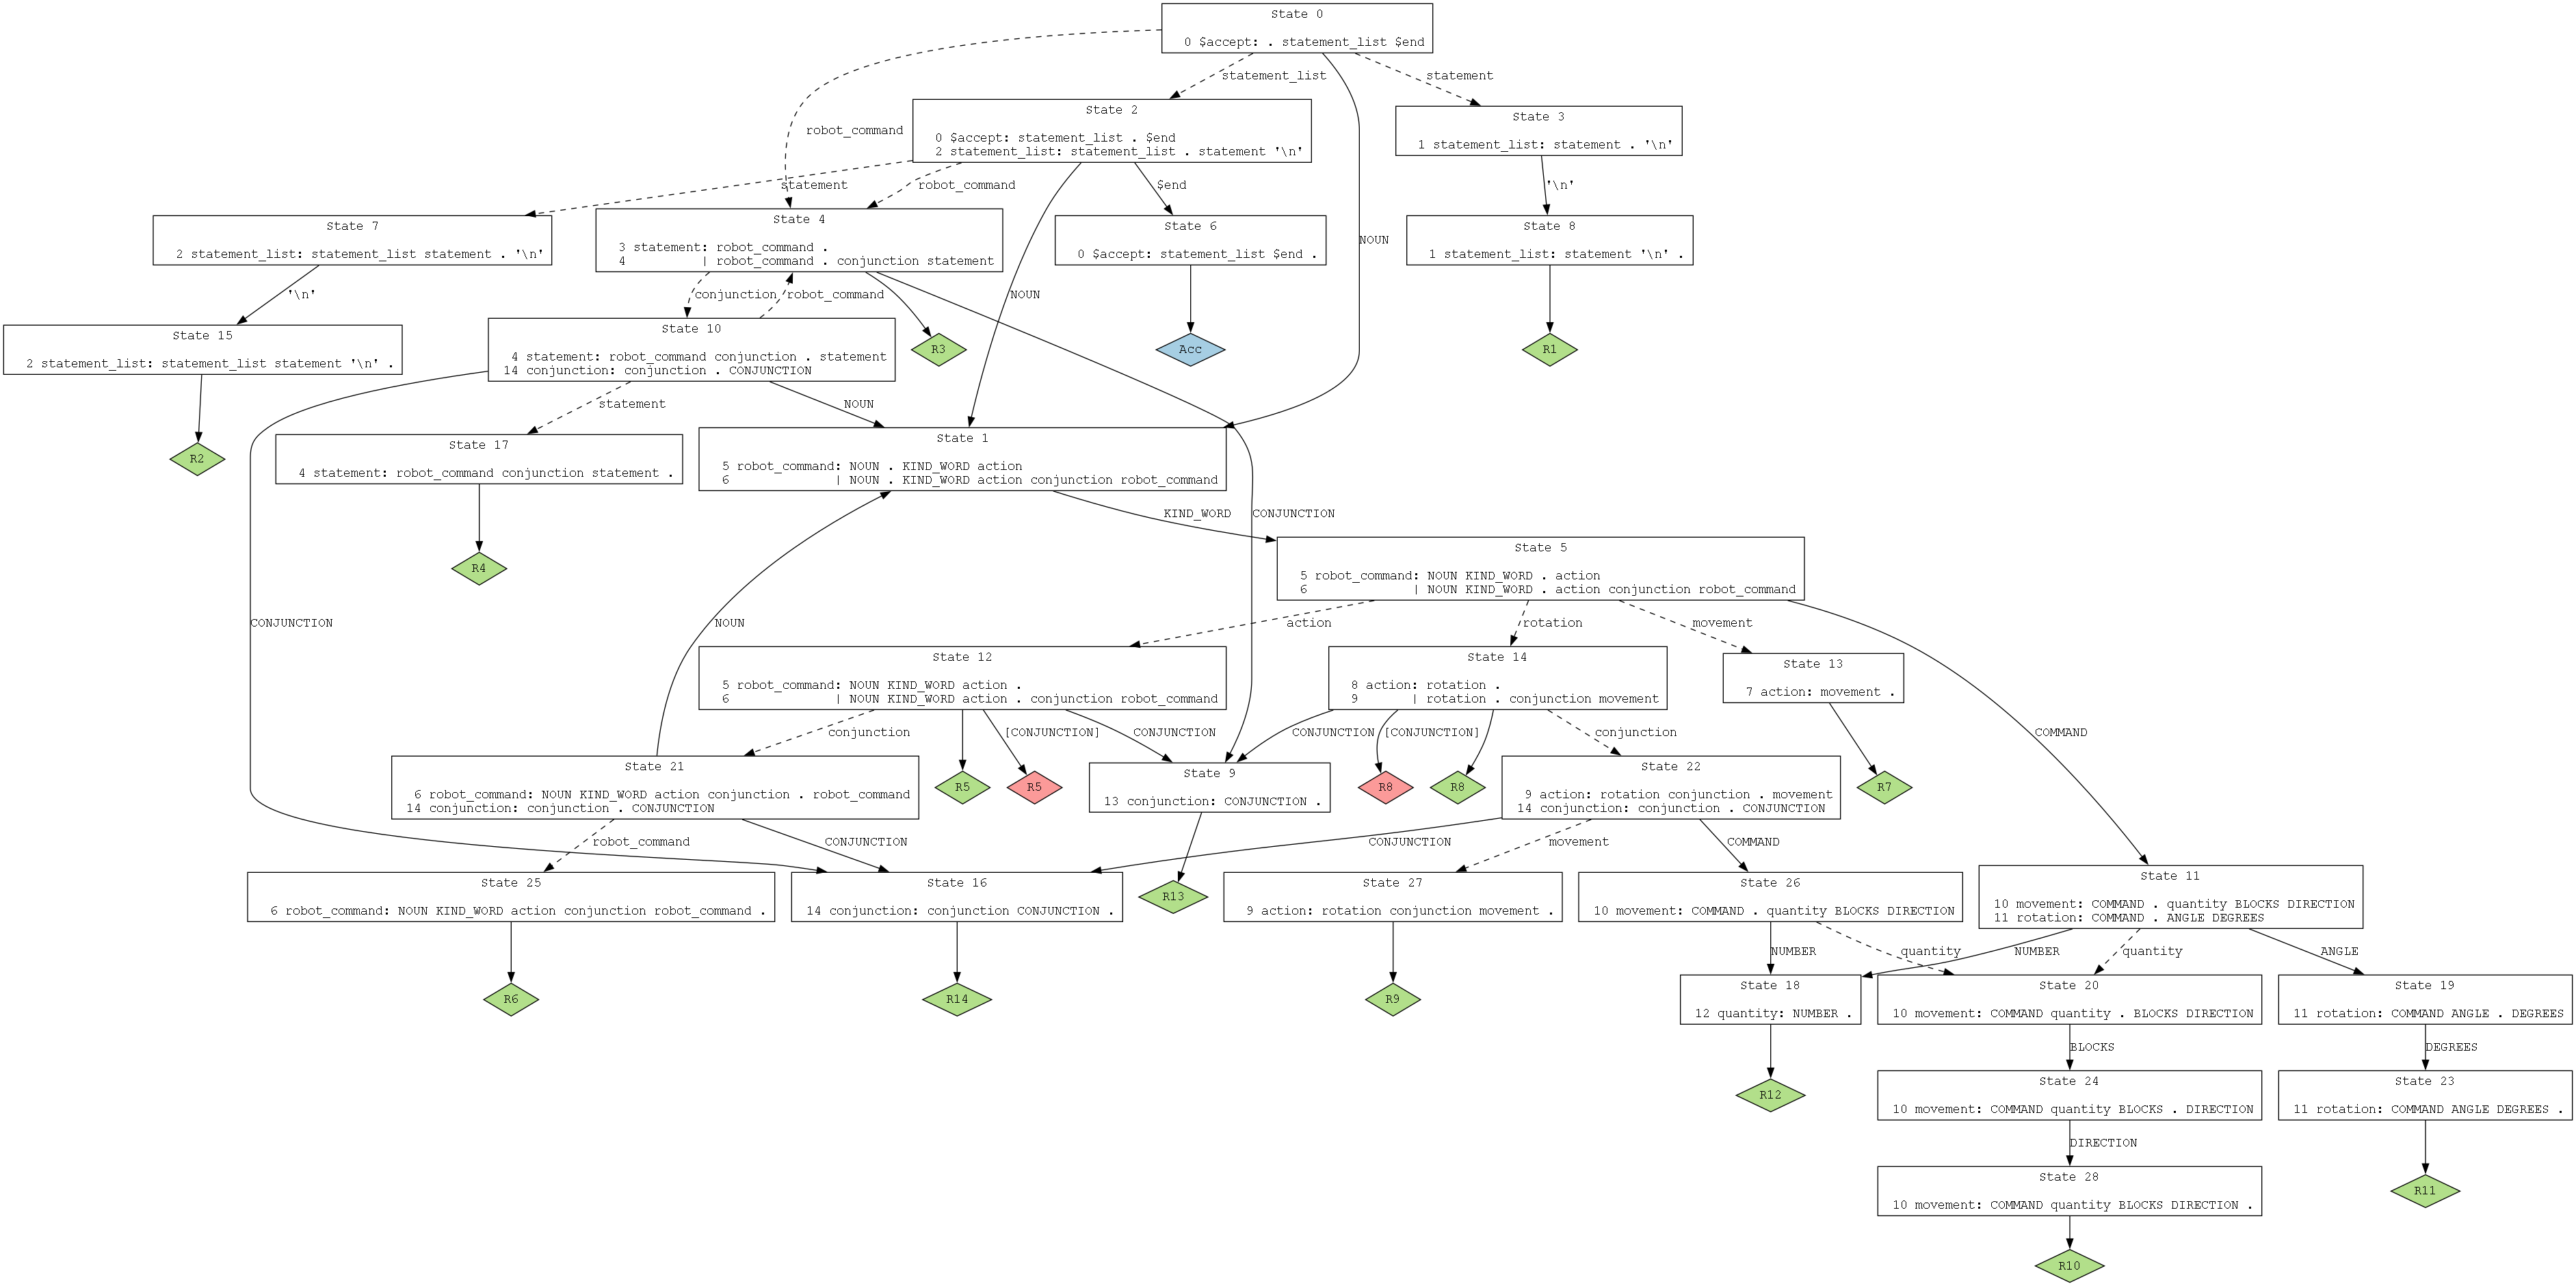 State 0
0 $accept: . statement_list $end
statement_list
statement
robot_command
State 2
0 $accept: statement_list . $end
2 statement_list: statement_list . statement '\n'
State 3
1 statement_list: statement . '\n'
statement
robot_command
$end
'\n'
NOUN
NOUN
State 7
2 statement_list: statement_list statement . '\n'
State 4
3 statement: robot_command .
4 | robot_command . conjunction statement
State 6
0 $accept: statement_list $end .
State 8
1 statement_list: statement '\n' .
'\n'
conjunction
robot_command
State 15
2 statement_list: statement_list statement '\n' .
State 10
4 statement: robot_command conjunction . statement
14 conjunction: conjunction . CONJUNCTION
R3
Acc
R1
statement
NOUN
R2
State 17
4 statement: robot_command conjunction statement .
State 1
5 robot_command: NOUN . KIND_WORD action
6 | NOUN . KIND_WORD action conjunction robot_command
KIND_WORD
CONJUNCTION
R4
State 5
5 robot_command: NOUN KIND_WORD . action
6 | NOUN KIND_WORD . action conjunction robot_command
CONJUNCTION
NOUN
action
rotation
movement
State 12
5 robot_command: NOUN KIND_WORD action .
6 | NOUN KIND_WORD action . conjunction robot_command
State 14
8 action: rotation .
9 | rotation . conjunction movement
State 13
7 action: movement .
conjunction
[CONJUNCTION]
CONJUNCTION
CONJUNCTION
[CONJUNCTION]
conjunction
COMMAND
State 21
6 robot_command: NOUN KIND_WORD action conjunction . robot_command
14 conjunction: conjunction . CONJUNCTION
R5
R5
State 9
13 conjunction: CONJUNCTION .
R8
R8
State 22
9 action: rotation conjunction . movement
14 conjunction: conjunction . CONJUNCTION
R7
robot_command
CONJUNCTION
CONJUNCTION
movement
COMMAND
State 25
6 robot_command: NOUN KIND_WORD action conjunction robot_command .
State 16
14 conjunction: conjunction CONJUNCTION .
R13
State 27
9 action: rotation conjunction movement .
State 26
10 movement: COMMAND . quantity BLOCKS DIRECTION
State 11
10 movement: COMMAND . quantity BLOCKS DIRECTION
11 rotation: COMMAND . ANGLE DEGREES
NUMBER
quantity
NUMBER
quantity
ANGLE
R6
R14
R9
State 18
12 quantity: NUMBER .
State 20
10 movement: COMMAND quantity . BLOCKS DIRECTION
State 19
11 rotation: COMMAND ANGLE . DEGREES
BLOCKS
DEGREES
R12
State 24
10 movement: COMMAND quantity BLOCKS . DIRECTION
State 23
11 rotation: COMMAND ANGLE DEGREES .
DIRECTION
State 28
10 movement: COMMAND quantity BLOCKS DIRECTION .
R11
R10